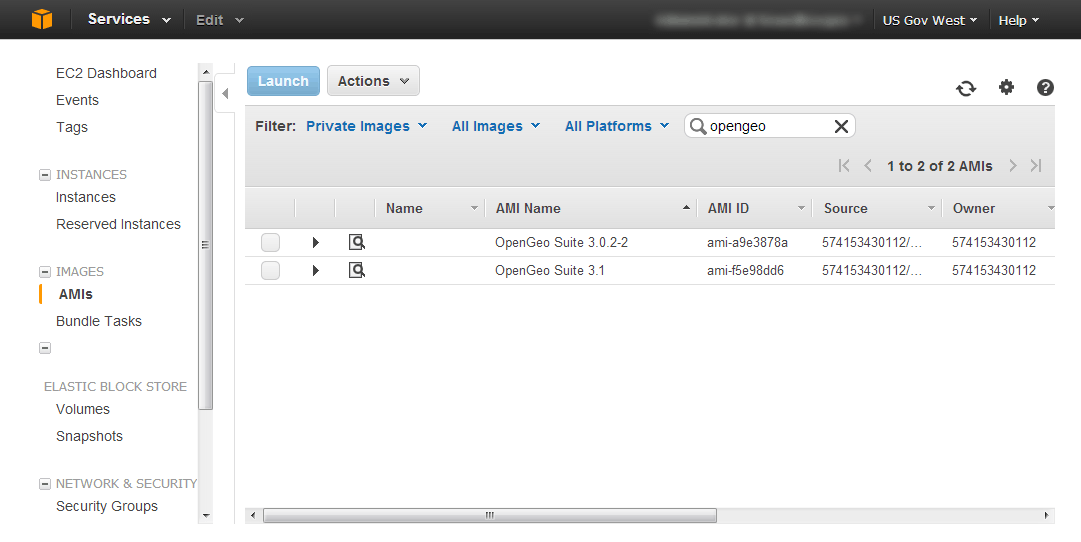 Services Edit US Gov West Help
EC2 Dashboard
Events
Tags
INSTANCES
Instances
Reserved Instances
IMAGES
AMIs
Bundle Tasks
ELASTIC BLOCK STORE
Volumes
Snapshots
NETWORK & SECURITY
Security Groups
Launch Actions
Filter: Private Images All Images All Platforms opengeo
1 to 2 of 2 AMIs
Name AMI Name AMI ID Source Owner
OpenGeo Suite 3.0.2-2 ami-a9e3878a 574153430112/... 574153430112
OpenGeo Suite 3.1 ami-f5e98dd6 574153430112/... 574153430112